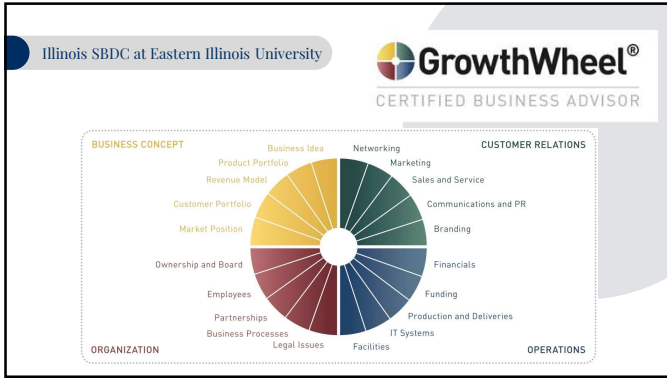 Illinois SBDC at Eastern Illinois University
GrowthWheel®
CERTIFIED BUSINESS ADVISOR
BUSINESS CONCEPT
Business Idea
Product Portfolio
Revenue Model
Customer Portfolio
Market Position
CUSTOMER RELATIONS
Networking
Marketing
Sales and Service
Communications and PR
Branding
Ownership and Board
Employees
Partnerships
Business Processes
Legal Issues
ORGANIZATION
Financials
Funding
Production and Deliveries
IT Systems
Facilities
OPERATIONS